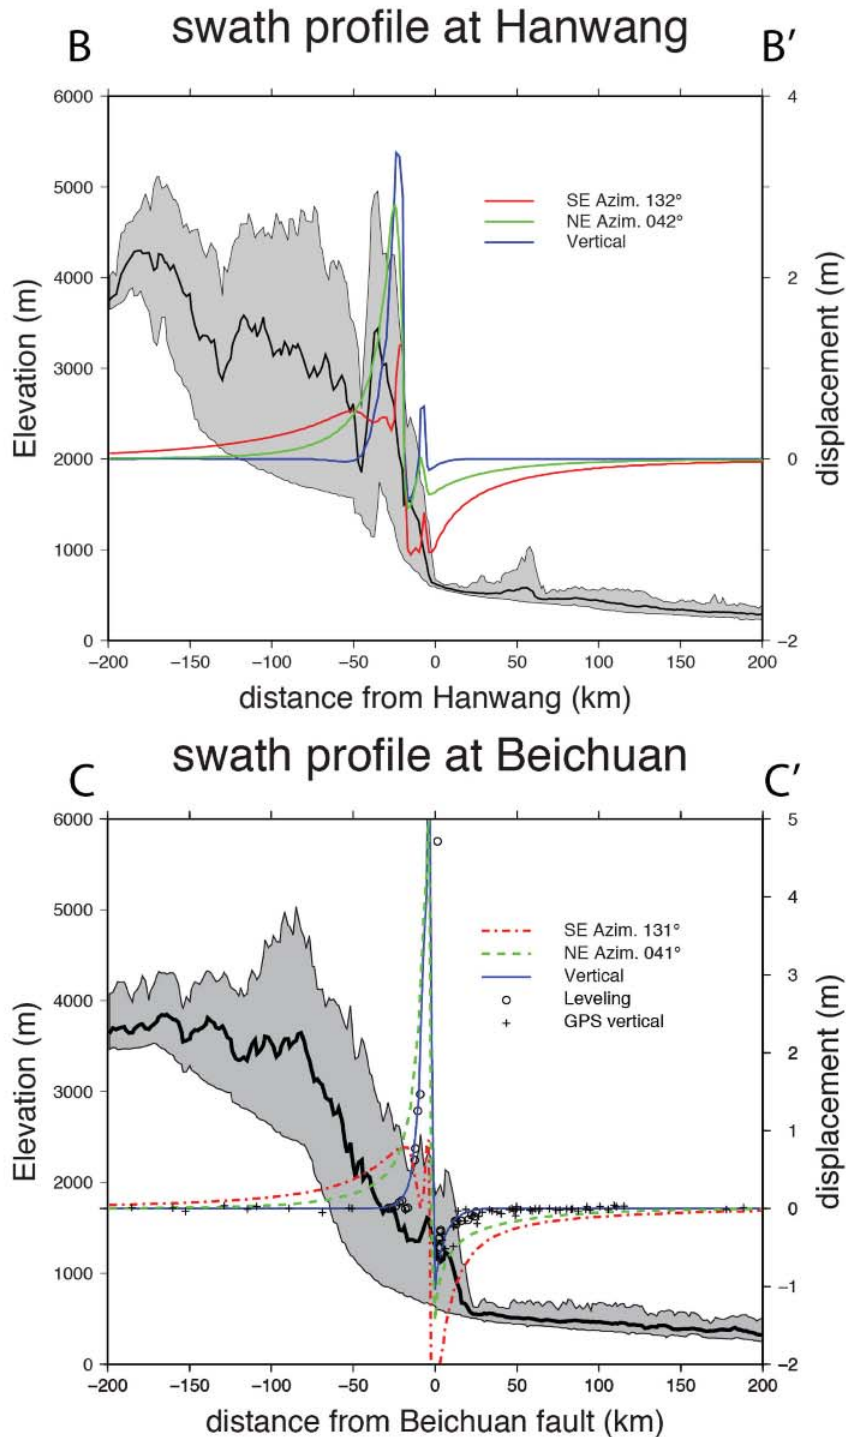 swath profile at Hanwang
B B′
6000 4
5000
SE Azim. 132°
NE Azim. 042°
Vertical
4000 2
3000
2000 0
1000
0 −2
Elevation (m)
displacement (m)
−200 −150 −100 −50 0 50 100 150 200
distance from Hanwang (km)
swath profile at Beichuan
C C′
6000 5
5000 4
SE Azim. 131°
NE Azim. 041°
Vertical
Leveling
GPS vertical
4000 3
3000 2
2000 1
0
1000 −1
0 −2
Elevation (m)
displacement (m)
−200 −150 −100 −50 0 50 100 150 200
distance from Beichuan fault (km)